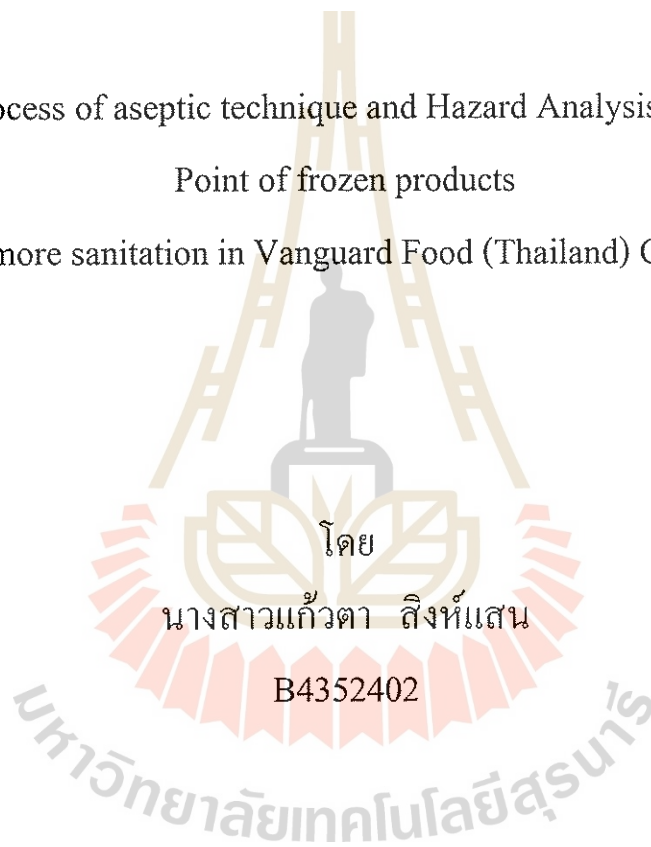 ocess of aseptic technique and Hazard Analysis
Point of frozen products
more sanitation in Vanguard Food (Thailand) C
โดย
นางสาวแก้วตา สิงห์แสน
B4352402
มหาวิทยาลัยเทคโนโลยีสุรนารี